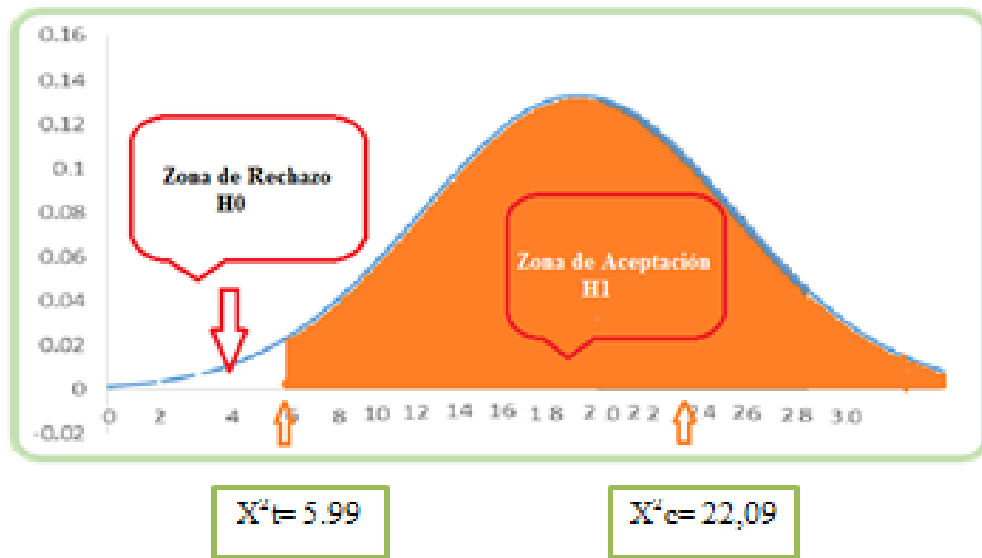 0.16
0.14
0.12
0.1
0.08
0.06
0.04
0.02
0
-0.02
Zona de Rechazo
H0
Zona de Aceptación
H1
0 2 4 6 8 10 12 14 16 18 20 22 24 26 28 30
X²t= 5.99
X²c= 22,09